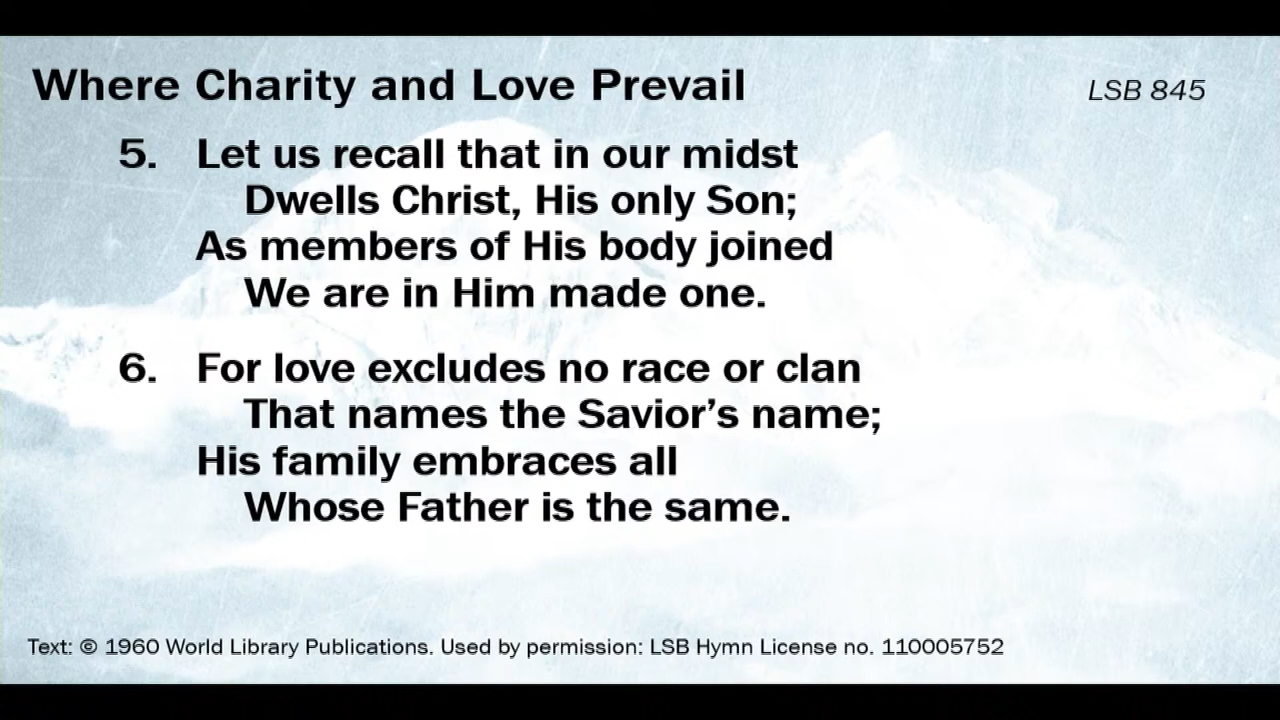 Where Charity and Love Prevail
LSB 845
5. Let us recall that in our midst
Dwells Christ, His only Son;
As members of His body joined
We are in Him made one.
6. For love excludes no race or clan
That names the Savior’s name;
His family embraces all
Whose Father is the same.
Text: © 1960 World Library Publications. Used by permission: LSB Hymn License no. 110005752